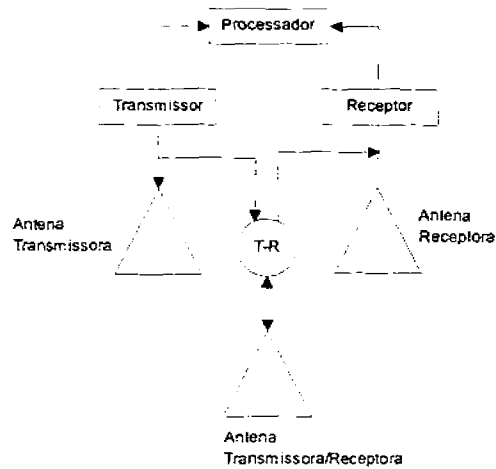 Processador
Transmissor
Receptor
Antena
Transmissora
T-R
Antena
Receptora
Antena
Transmissora/Receptora